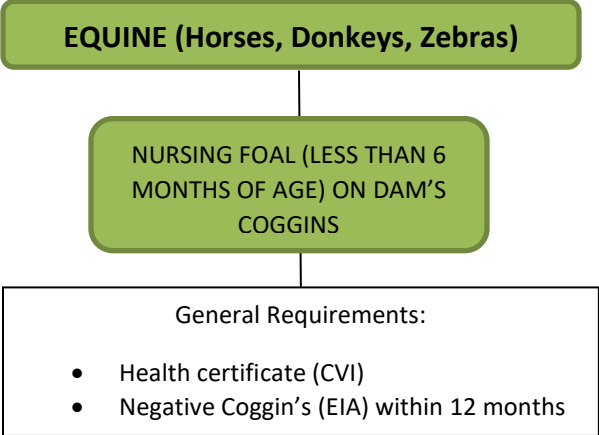 EQUINE (Horses, Donkeys, Zebras)
NURSING FOAL (LESS THAN 6
MONTHS OF AGE) ON DAM’S
COGGINS
General Requirements:
• Health certificate (CVI)
• Negative Coggin’s (EIA) within 12 months